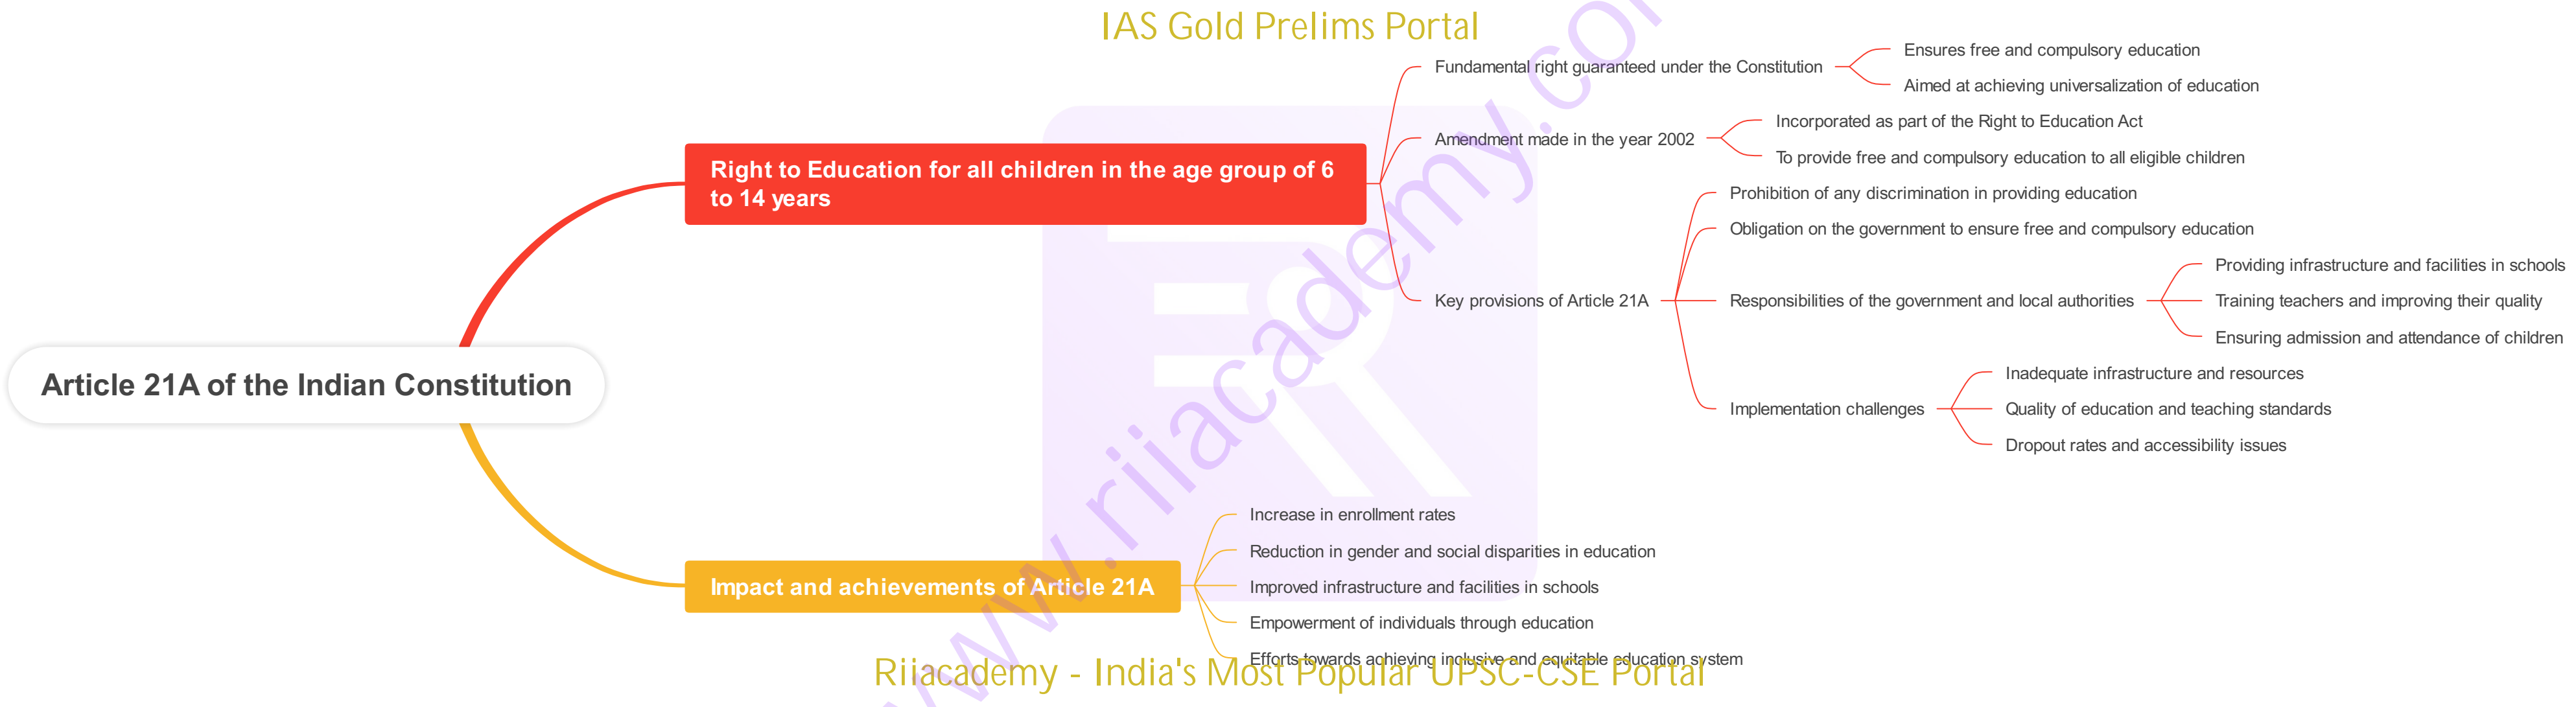 IAS Gold Prelims Portal
Article 21A of the Indian Constitution
Right to Education for all children in the age group of 6
to 14 years
Fundamental right guaranteed under the Constitution
Ensures free and compulsory education
Aimed at achieving universalization of education
Amendment made in the year 2002
Incorporated as part of the Right to Education Act
To provide free and compulsory education to all eligible children
Key provisions of Article 21A
Prohibition of any discrimination in providing education
Obligation on the government to ensure free and compulsory education
Responsibilities of the government and local authorities
Providing infrastructure and facilities in schools
Training teachers and improving their quality
Ensuring admission and attendance of children
Implementation challenges
Inadequate infrastructure and resources
Quality of education and teaching standards
Dropout rates and accessibility issues
Impact and achievements of Article 21A
Increase in enrollment rates
Reduction in gender and social disparities in education
Improved infrastructure and facilities in schools
Empowerment of individuals through education
Efforts towards achieving inclusive and equitable education system
Riiacademy - India's Most Popular UPSC-CSE Portal
www.riiacademy.com